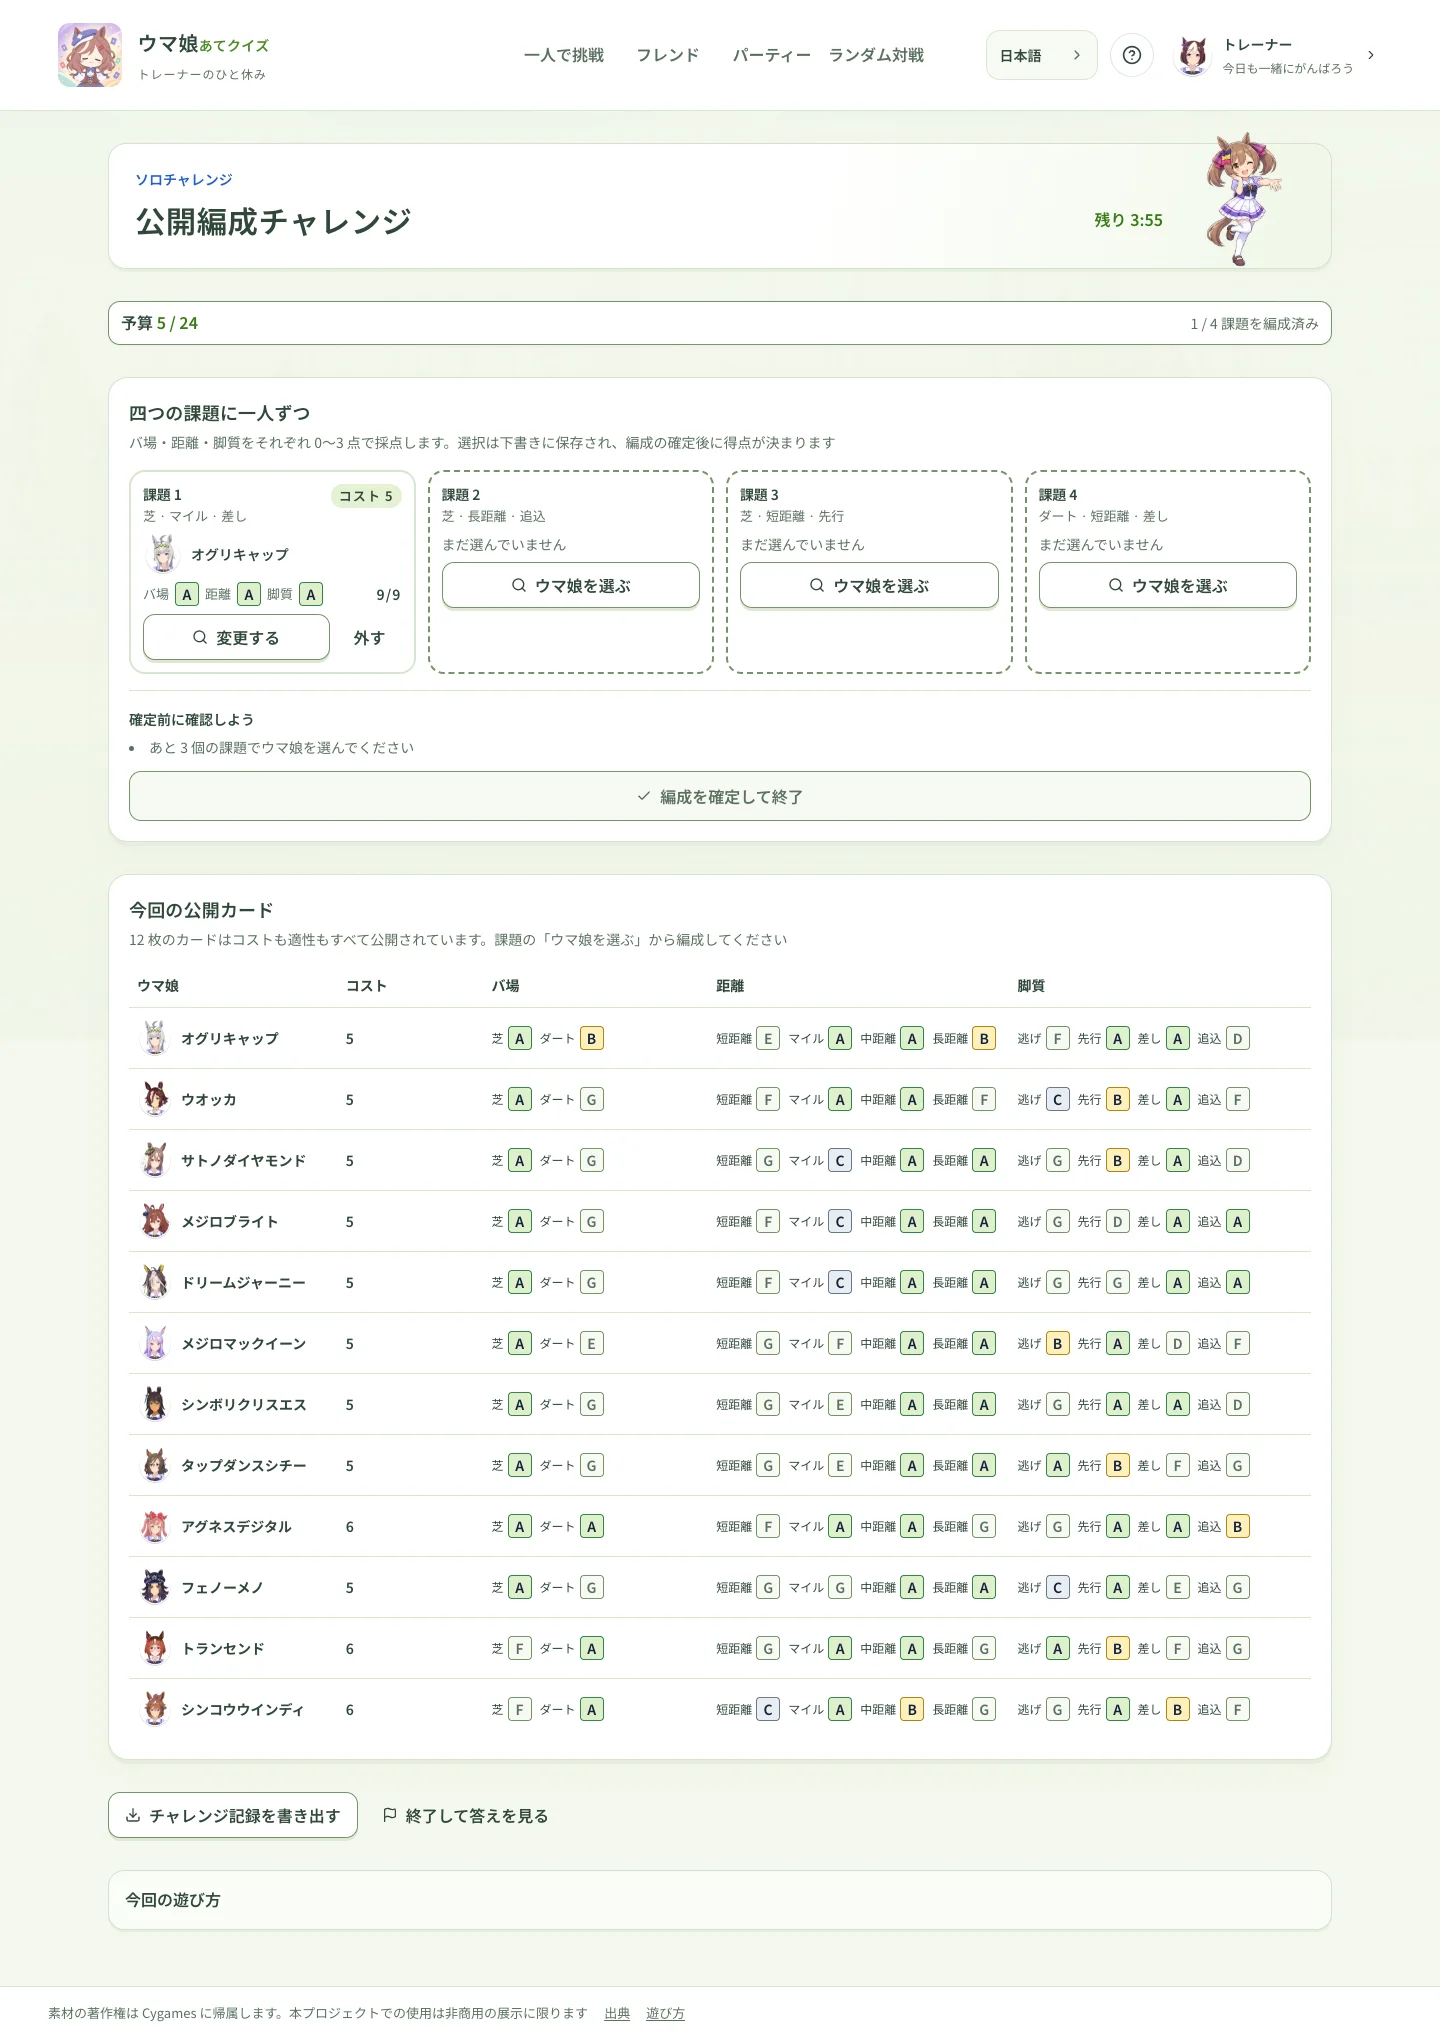 ウマ娘あてクイズ
トレーナーのひと休み
一人で挑戦 フレンド パーティー ランダム対戦
日本語
トレーナー
今日も一緒にがんばろう
ソロチャレンジ
公開編成チャレンジ
残り 3:55
予算 5 / 24
1 / 4 課題を編成済み
四つの課題に一人ずつ
バ場・距離・脚質をそれぞれ 0〜3 点で採点します。選択は下書きに保存され、編成の確定後に得点が決まります
課題 1
コスト 5
芝 · マイル · 差し
オグリキャップ
バ場 A 距離 A 脚質 A 9/9
変更する 外す
課題 2
芝 · 長距離 · 追込
まだ選んでいません
ウマ娘を選ぶ
課題 3
芝 · 短距離 · 先行
まだ選んでいません
ウマ娘を選ぶ
課題 4
ダート · 短距離 · 差し
まだ選んでいません
ウマ娘を選ぶ
確定前に確認しよう
• あと 3 個の課題でウマ娘を選んでください
編成を確定して終了
今回の公開カード
12 枚のカードはコストも適性もすべて公開されています。課題の「ウマ娘を選ぶ」から編成してください
ウマ娘 コスト バ場 距離 脚質
オグリキャップ 5 芝 A ダート B 短距離 E マイル A 中距離 A 長距離 B 逃げ F 先行 A 差し A 追込 D
ウオッカ 5 芝 A ダート G 短距離 F マイル A 中距離 A 長距離 F 逃げ C 先行 B 差し A 追込 F
サトノダイヤモンド 5 芝 A ダート G 短距離 G マイル C 中距離 A 長距離 A 逃げ G 先行 B 差し A 追込 D
メジロブライト 5 芝 A ダート G 短距離 F マイル C 中距離 A 長距離 A 逃げ G 先行 D 差し A 追込 A
ドリームジャーニー 5 芝 A ダート G 短距離 F マイル C 中距離 A 長距離 A 逃げ G 先行 G 差し A 追込 A
メジロマックイーン 5 芝 A ダート E 短距離 G マイル F 中距離 A 長距離 A 逃げ B 先行 A 差し D 追込 F
シンボリクリスエス 5 芝 A ダート G 短距離 G マイル E 中距離 A 長距離 A 逃げ G 先行 A 差し A 追込 D
タップダンスシチー 5 芝 A ダート G 短距離 G マイル E 中距離 A 長距離 A 逃げ A 先行 B 差し F 追込 G
アグネスデジタル 6 芝 A ダート A 短距離 F マイル A 中距離 A 長距離 G 逃げ G 先行 A 差し A 追込 B
フェノーメノ 5 芝 A ダート G 短距離 G マイル G 中距離 A 長距離 A 逃げ C 先行 A 差し E 追込 G
トランセンド 6 芝 F ダート A 短距離 G マイル A 中距離 A 長距離 G 逃げ A 先行 B 差し F 追込 G
シンコウウインディ 6 芝 F ダート A 短距離 C マイル A 中距離 B 長距離 G 逃げ G 先行 A 差し B 追込 F
チャレンジ記録を書き出す 終了して答えを見る
今回の遊び方
素材の著作権は Cygames に帰属します。本プロジェクトでの使用は非商用の展示に限ります 出典 遊び方